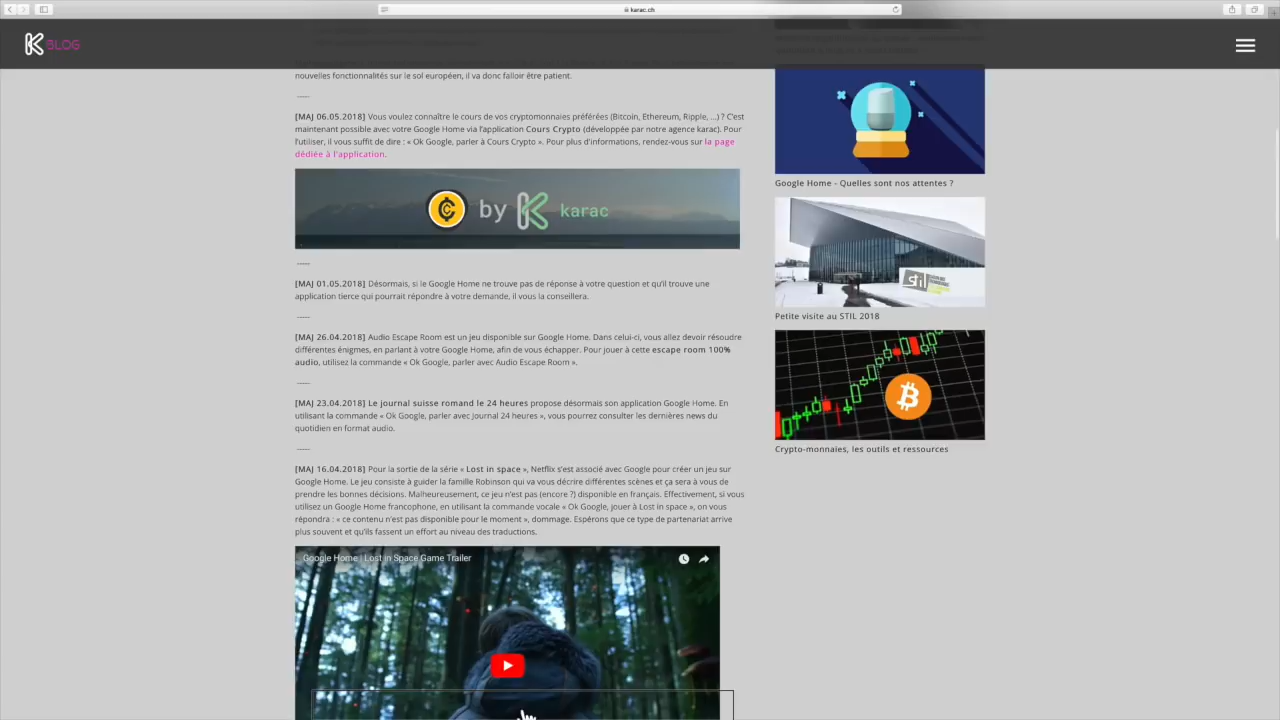 karac.ch
K BLOG
nouvelles fonctionnalités sur le sol européen, il va donc falloir être patient.
----
[MAJ 06.05.2018] Vous voulez connaître le cours de vos cryptomonnaies préférées (Bitcoin, Ethereum, Ripple, ...) ? C'est
maintenant possible avec votre Google Home via l'application Cours Crypto (développée par notre agence karac). Pour
l'utiliser, il vous suffit de dire : « Ok Google, parler à Cours Crypto ». Pour plus d'informations, rendez-vous sur la page
dédiée à l'application.
by karac
----
[MAJ 01.05.2018] Désormais, si le Google Home ne trouve pas de réponse à votre question et qu'il trouve une
application tierce qui pourrait répondre à votre demande, il vous la conseillera.
----
[MAJ 26.04.2018] Audio Escape Room est un jeu disponible sur Google Home. Dans celui-ci, vous allez devoir résoudre
différentes énigmes, en parlant à votre Google Home, afin de vous échapper. Pour jouer à cette escape room 100%
audio, utilisez la commande « Ok Google, parler avec Audio Escape Room ».
----
[MAJ 23.04.2018] Le journal suisse romand le 24 heures propose désormais son application Google Home. En
utilisant la commande « Ok Google, parler avec Journal 24 heures », vous pourrez consulter les dernières news du
quotidien en format audio.
----
[MAJ 16.04.2018] Pour la sortie de la série « Lost in space », Netflix s'est associé avec Google pour créer un jeu sur
Google Home. Le jeu consiste à guider la famille Robinson qui va vous décrire différentes scènes et ça sera à vous de
prendre les bonnes décisions. Malheureusement, ce jeu n'est pas (encore ?) disponible en français. Effectivement, si vous
utilisez un Google Home francophone, en utilisant la commande vocale « Ok Google, jouer à Lost in space », on vous
répondra : « ce contenu n'est pas disponible pour le moment », dommage. Espérons que ce type de partenariat arrive
plus souvent et qu'ils fassent un effort au niveau des traductions.
Google Home | Lost in Space Game Trailer
Google Home - Quelles sont nos attentes ?
stil
Petite visite au STIL 2018
Crypto-monnaies, les outils et ressources